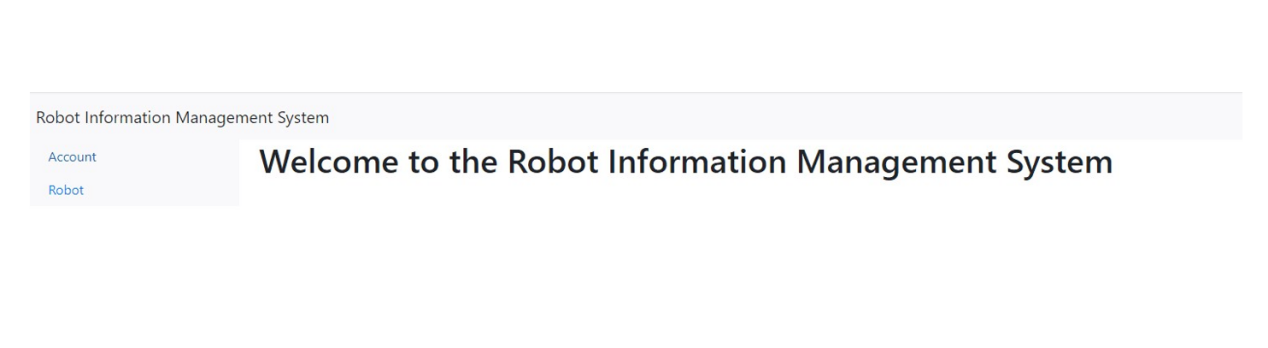 Robot Information Management System
Account
Welcome to the Robot Information Management System
Robot